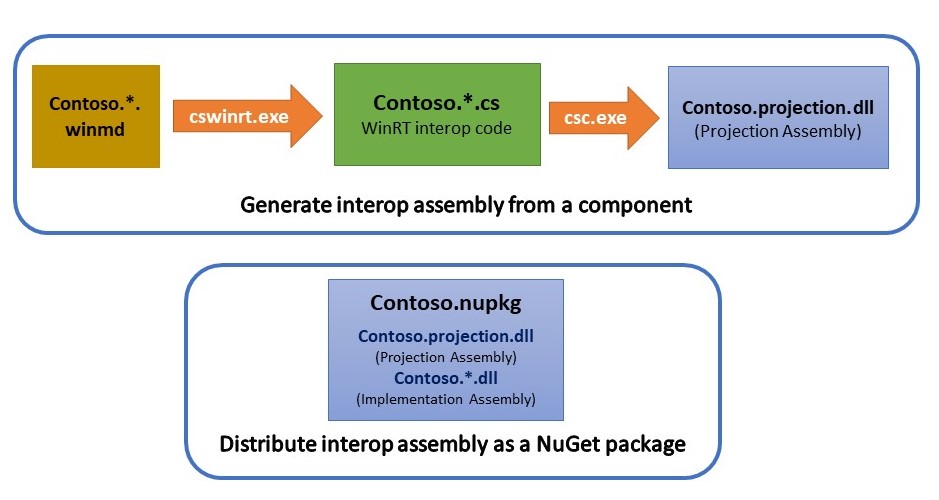 Contoso.*.
winmd
cswinrt.exe
Contoso.*.cs
WinRT interop code
csc.exe
Contoso.projection.dll
(Projection Assembly)
Generate interop assembly from a component
Contoso.nupkg
Contoso.projection.dll
(Projection Assembly)
Contoso.*.dll
(Implementation Assembly)
Distribute interop assembly as a NuGet package